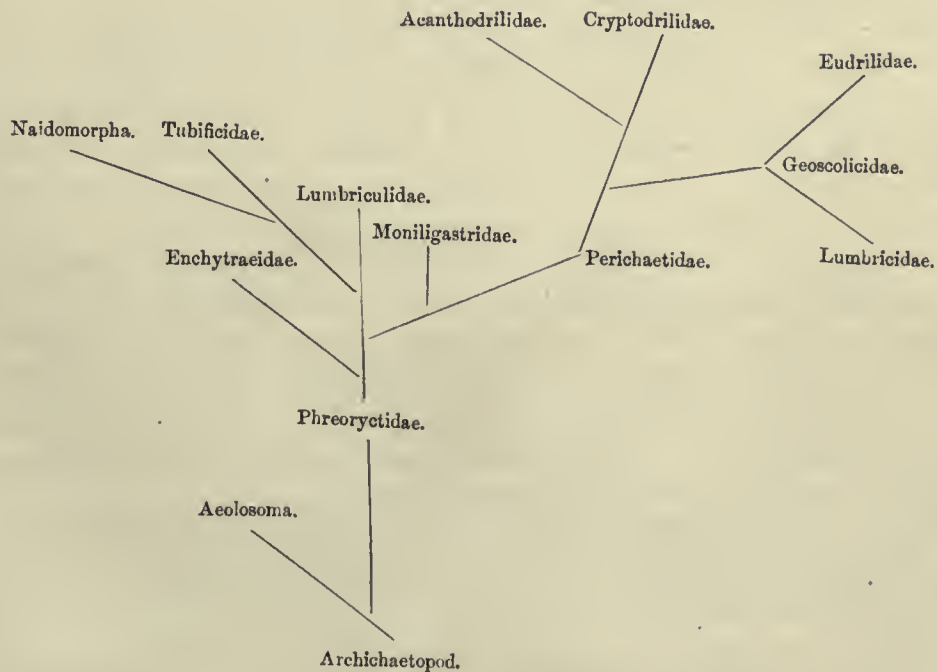 Acanthodrilidae. Cryptodrilidae.
Eudrilidae.
Naidomorpha. Tubificidae.
Geoscolicidae.
Lumbriculidae.
Moniligastridae.
Enchytraeidae. Perichaetidae. Lumbricidae.
Phreoryctidae.
Aeolosoma.
Archichaetopod.